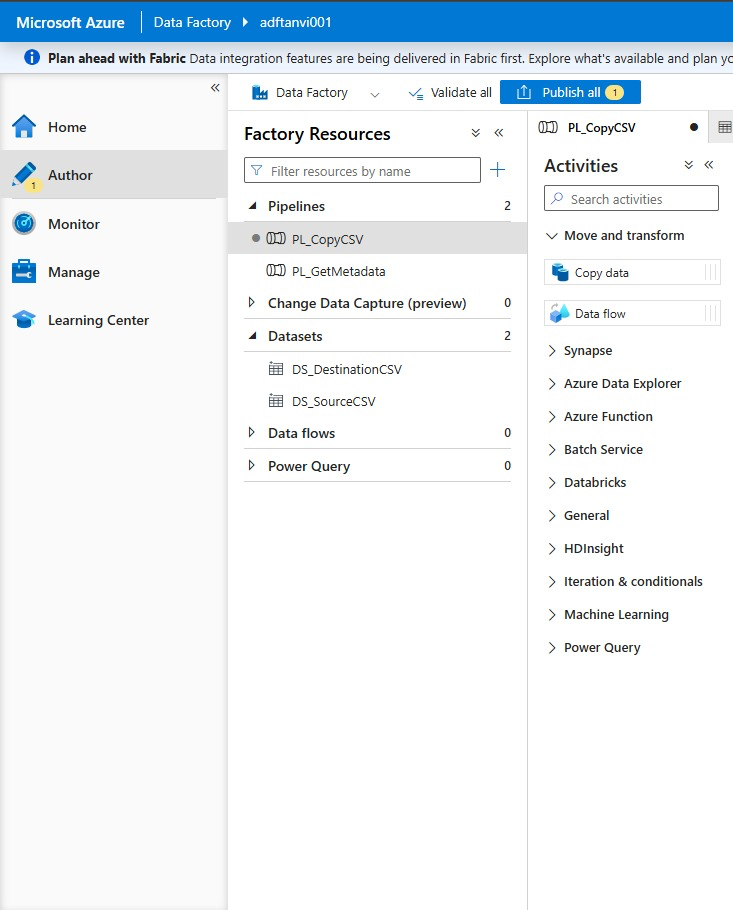 Microsoft Azure Data Factory adftanvi001
Plan ahead with Fabric Data integration features are being delivered in Fabric first. Explore what's available and plan
Home
Author
1
Monitor
Manage
Learning Center
Data Factory Validate all Publish all 1
Factory Resources
Filter resources by name
Pipelines 2
PL_CopyCSV
PL_GetMetadata
Change Data Capture (preview) 0
Datasets 2
DS_DestinationCSV
DS_SourceCSV
Data flows 0
Power Query 0
PL_CopyCSV
Activities
Search activities
Move and transform
Copy data
Data flow
Synapse
Azure Data Explorer
Azure Function
Batch Service
Databricks
General
HDInsight
Iteration & conditionals
Machine Learning
Power Query